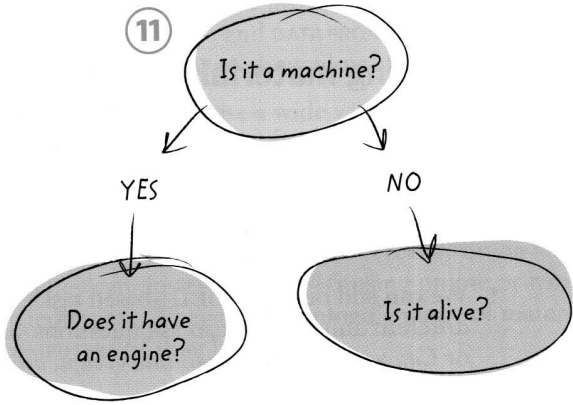 11
Is it a machine?
YES
NO
Does it have
an engine?
Is it alive?